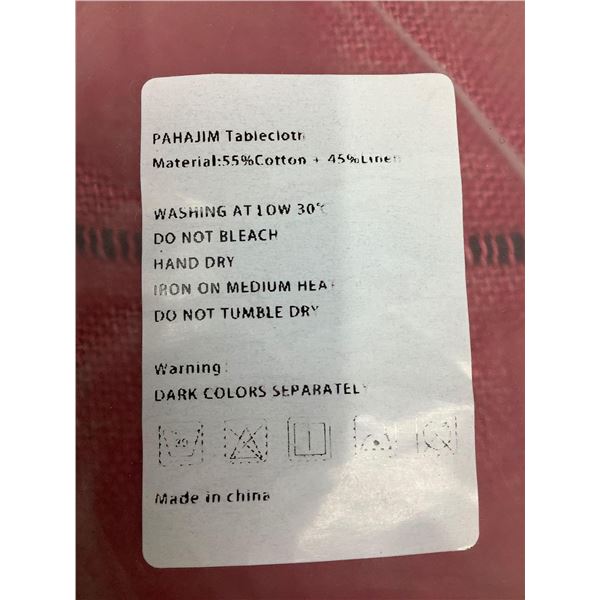 PAHAJIM Tablecloth
Material:55%Cotton + 45%Linen
WASHING AT LOW 30℃
DO NOT BLEACH
HAND DRY
IRON ON MEDIUM HEAT
DO NOT TUMBLE DRY
Warning:
DARK COLORS SEPARATELY
30
Made in china